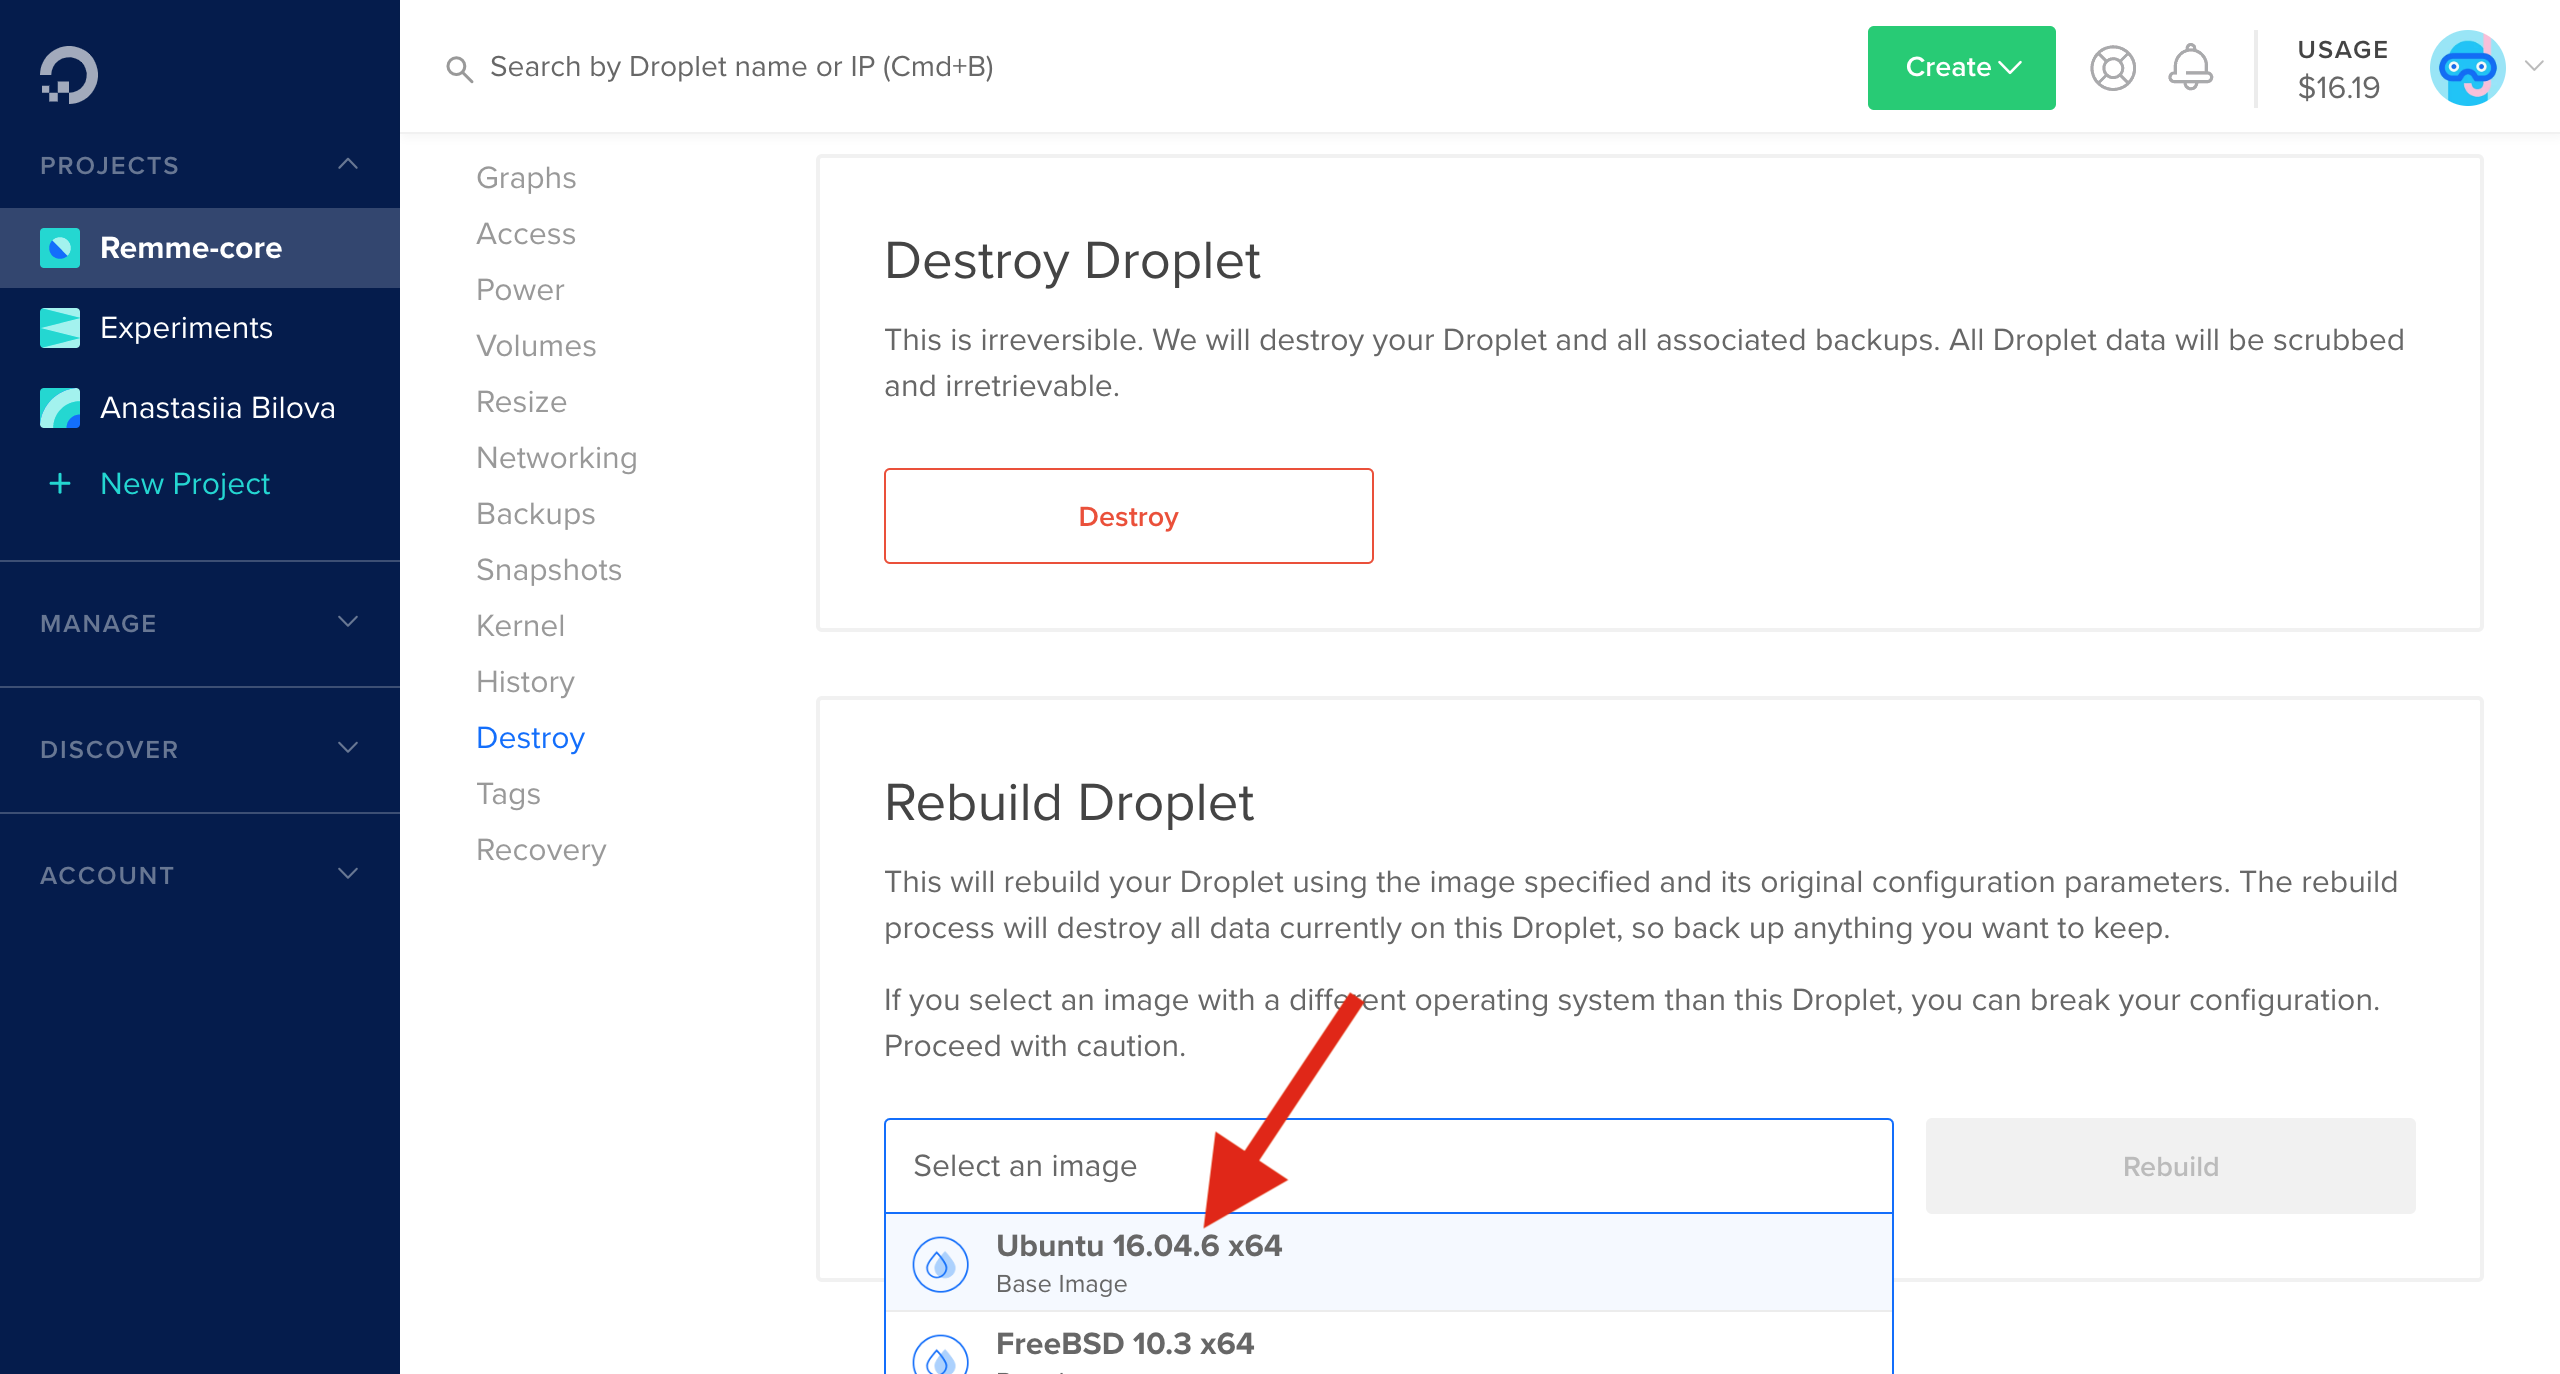 Search by Droplet name or IP (Cmd+B)
Create
USAGE
$16.19
PROJECTS
Remme-core
Experiments
Anastasiia Bilova
+ New Project
MANAGE
DISCOVER
ACCOUNT
Graphs
Access
Power
Volumes
Resize
Networking
Backups
Snapshots
Kernel
History
Destroy
Tags
Recovery
Destroy Droplet
This is irreversible. We will destroy your Droplet and all associated backups. All Droplet data will be scrubbed
and irretrievable.
Destroy
Rebuild Droplet
This will rebuild your Droplet using the image specified and its original configuration parameters. The rebuild
process will destroy all data currently on this Droplet, so back up anything you want to keep.
If you select an image with a different operating system than this Droplet, you can break your configuration.
Proceed with caution.
Select an image
Rebuild
Ubuntu 16.04.6 x64
Base Image
FreeBSD 10.3 x64